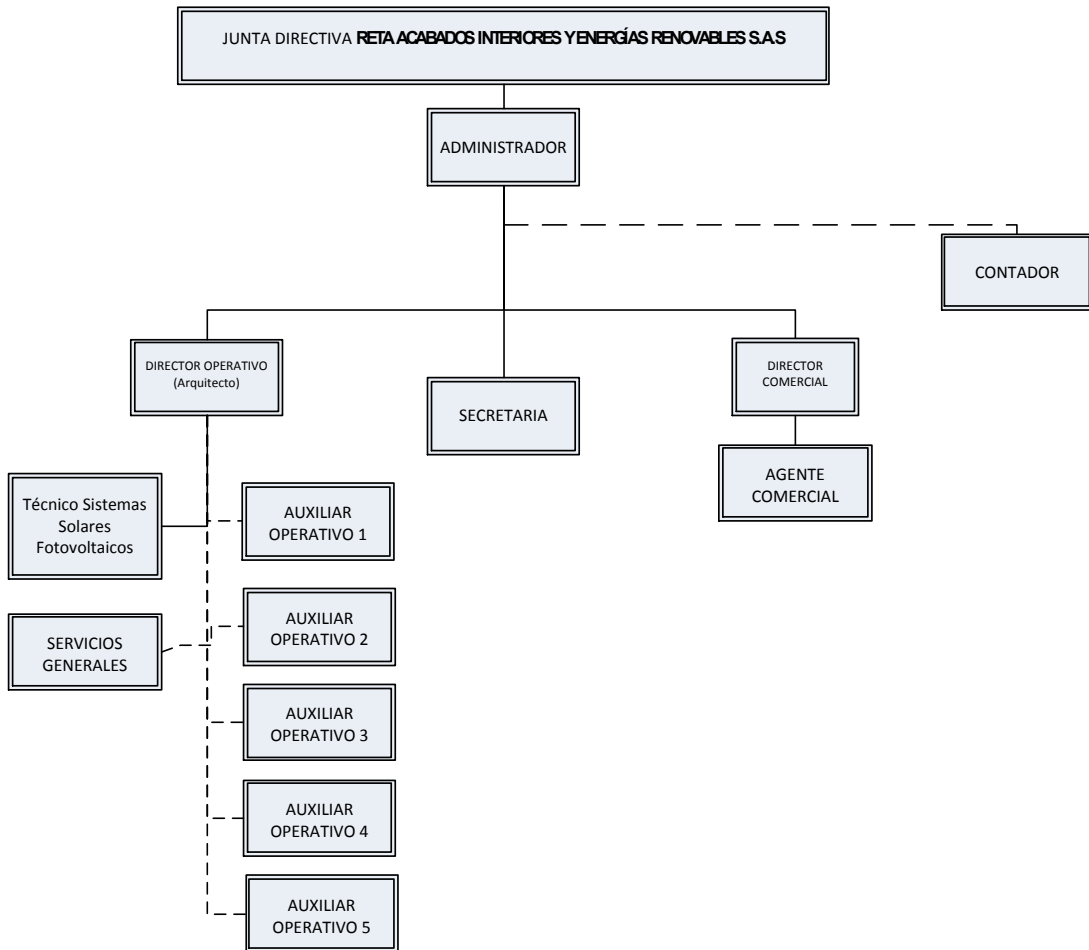 JUNTA DIRECTIVA RETA ACABADOS INTERIORES Y ENERGÍAS RENOVABLES S.A.S
ADMINISTRADOR
CONTADOR
DIRECTOR OPERATIVO
(Arquitecto)
SECRETARIA
DIRECTOR
COMERCIAL
AGENTE
COMERCIAL
Técnico Sistemas
Solares
Fotovoltaicos
AUXILIAR
OPERATIVO 1
SERVICIOS
GENERALES
AUXILIAR
OPERATIVO 2
AUXILIAR
OPERATIVO 3
AUXILIAR
OPERATIVO 4
AUXILIAR
OPERATIVO 5